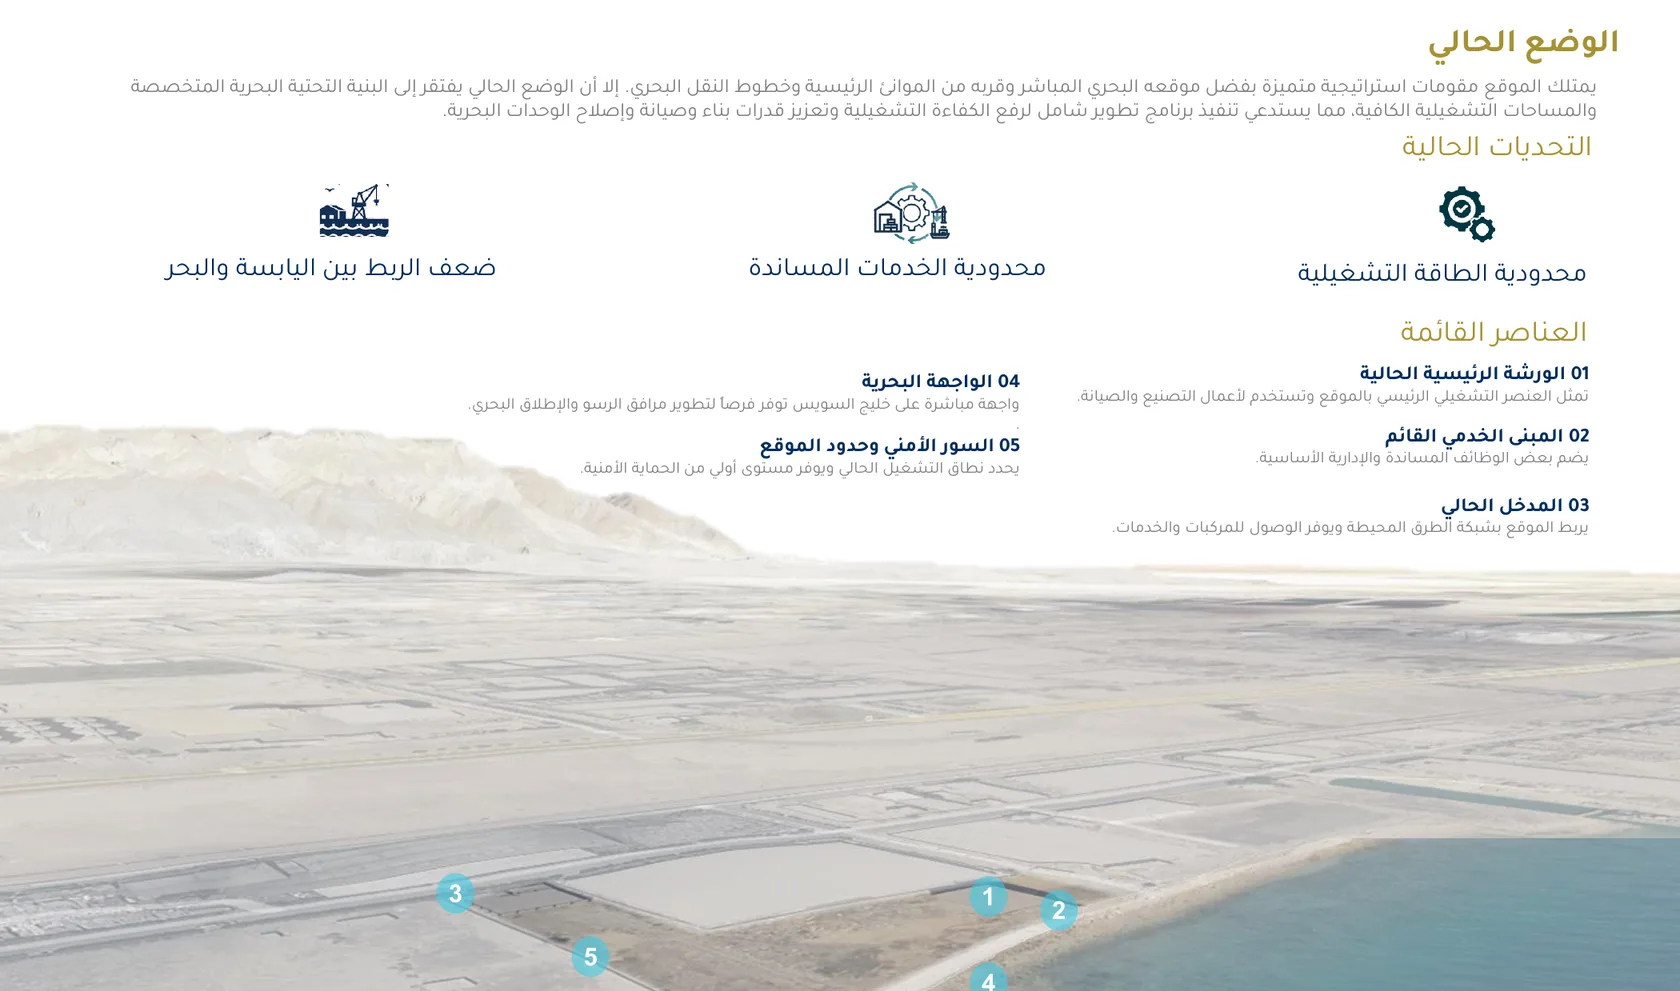 الوضع الحالي
يمتلك الموقع مقومات استراتيجية متميزة بفضل موقعه البحري المباشر وقربه من الموانئ الرئيسية وخطوط النقل البحري. إلا أن الوضع الحالي يفتقر إلى البنية التحتية البحرية المتخصصة
والمساحات التشغيلية الكافية، مما يستدعي تنفيذ برنامج تطوير شامل لرفع الكفاءة التشغيلية وتعزيز قدرات بناء وصيانة وإصلاح الوحدات البحرية.
التحديات الحالية
محدودية الطاقة التشغيلية
محدودية الخدمات المساندة
ضعف الربط بين اليابسة والبحر
العناصر القائمة
01 الورشة الرئيسية الحالية
تمثل العنصر التشغيلي الرئيسي بالموقع وتستخدم لأعمال التصنيع والصيانة.
02 المبنى الخدمي القائم
يضم بعض الوظائف المساندة والإدارية الأساسية.
03 المدخل الحالي
يربط الموقع بشبكة الطرق المحيطة ويوفر الوصول للمركبات والخدمات.
04 الواجهة البحرية
واجهة مباشرة على خليج السويس توفر فرصاً لتطوير مرافق الرسو والإطلاق البحري.
.
05 السور الأمني وحدود الموقع
يحدد نطاق التشغيل الحالي ويوفر مستوى أولي من الحماية الأمنية.
3
1
2
5
4